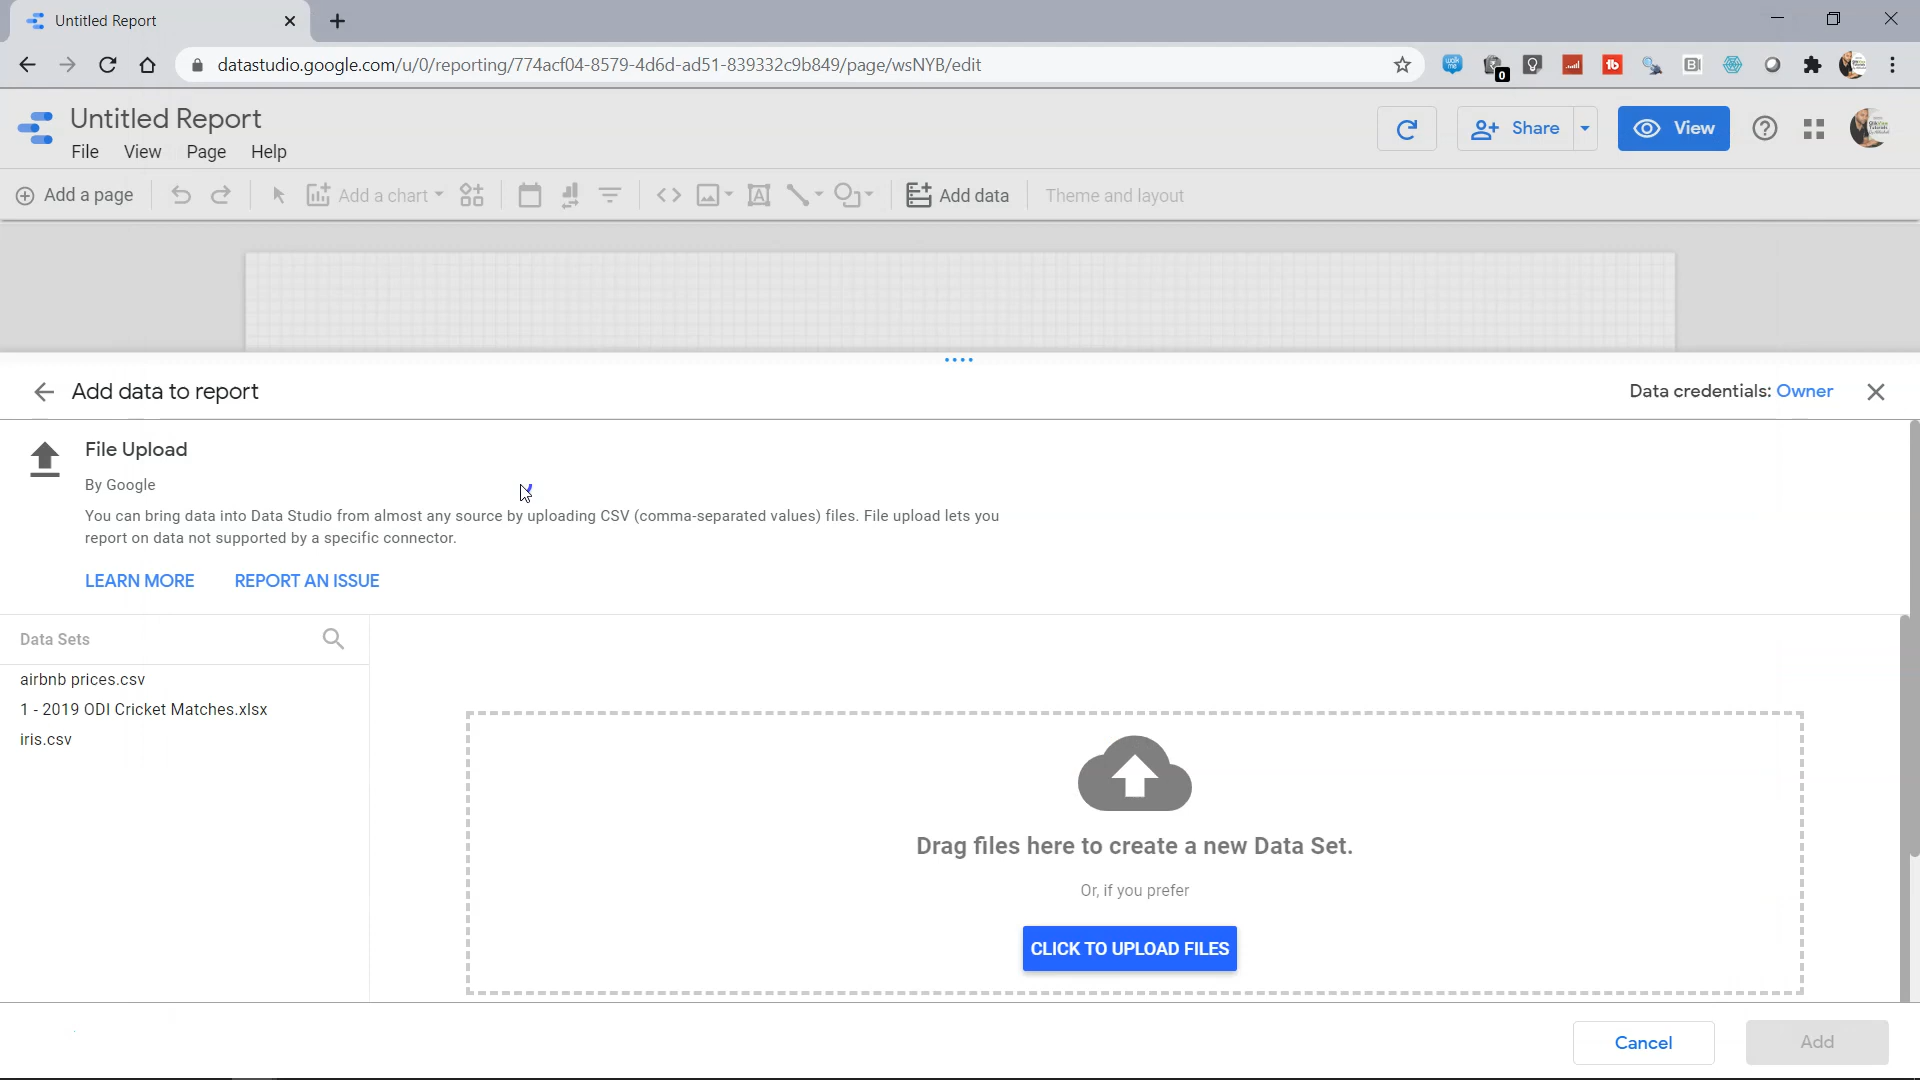 Untitled Report
datastudio.google.com/u/0/reporting/774acf04-8579-4d6d-ad51-839332c9b849/page/wsNYB/edit
0
Untitled Report
File View Page Help
Share
View
Add a page
Add a chart
Add data
Theme and layout
Add data to report
Data credentials: Owner
File Upload
By Google
You can bring data into Data Studio from almost any source by uploading CSV (comma-separated values) files. File upload lets you
report on data not supported by a specific connector.
LEARN MORE
REPORT AN ISSUE
Data Sets
airbnb prices.csv
1 - 2019 ODI Cricket Matches.xlsx
iris.csv
Drag files here to create a new Data Set.
Or, if you prefer
CLICK TO UPLOAD FILES
Cancel
Add